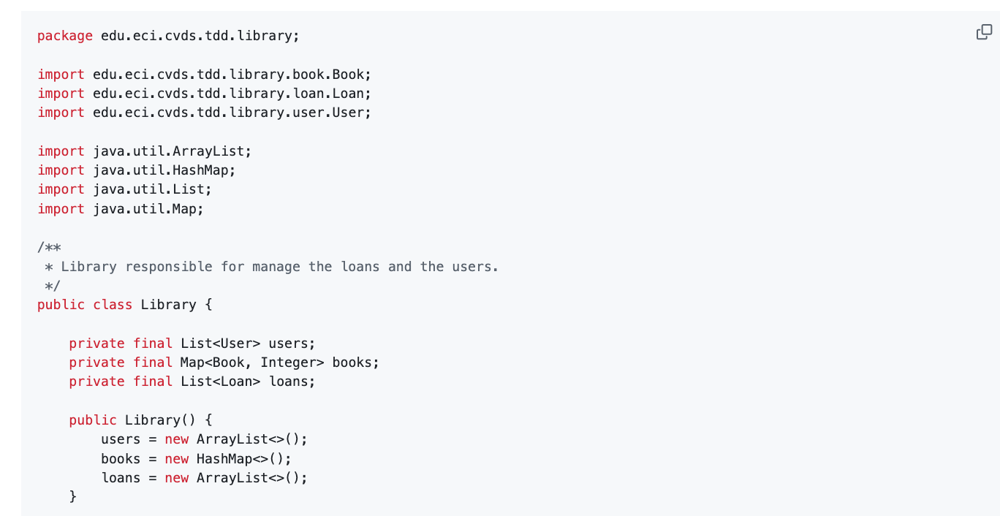 package edu.eci.cvds.tdd.library;
import edu.eci.cvds.tdd.library.book.Book;
import edu.eci.cvds.tdd.library.loan.Loan;
import edu.eci.cvds.tdd.library.user.User;
import java.util.ArrayList;
import java.util.HashMap;
import java.util.List;
import java.util.Map;
/**
 * Library responsible for manage the loans and the users.
 */
public class Library {
    private final List<User> users;
    private final Map<Book, Integer> books;
    private final List<Loan> loans;
    public Library() {
        users = new ArrayList<>();
        books = new HashMap<>();
        loans = new ArrayList<>();
    }